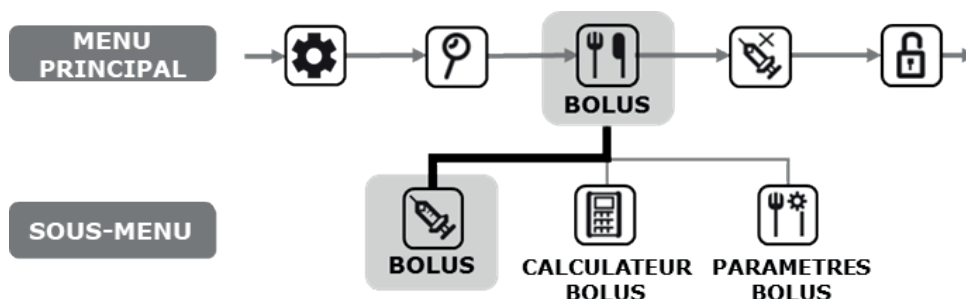 MENU
PRINCIPAL
BOLUS
SOUS-MENU
BOLUS
CALCULATEUR
BOLUS
PARAMETRES
BOLUS